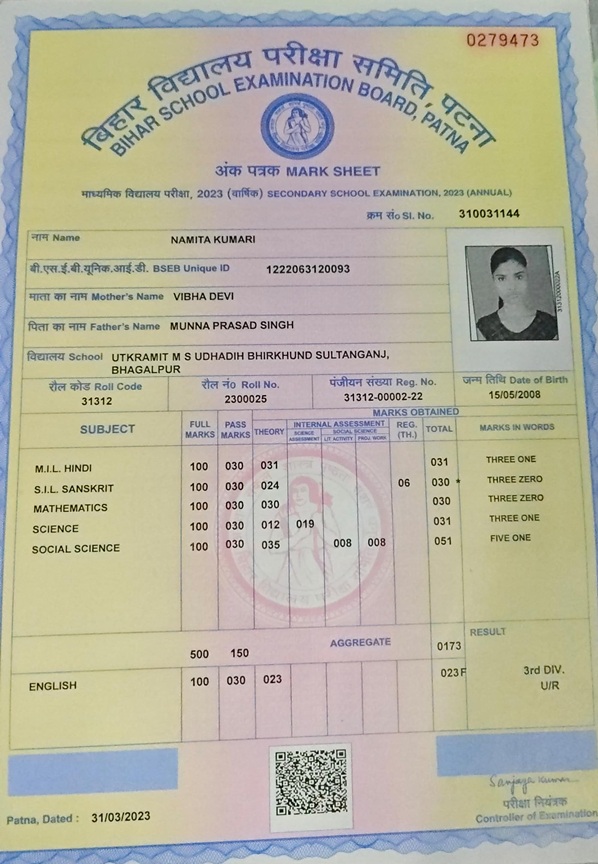 0279473
बिहार विद्यालय परीक्षा समिति, पटना
BIHAR SCHOOL EXAMINATION BOARD, PATNA
अंक पत्रक MARK SHEET
माध्यमिक विद्यालय परीक्षा, 2023 (वार्षिक) SECONDARY SCHOOL EXAMINATION, 2023 (ANNUAL)
क्रम सं० Sl. No. 310031144
नाम Name NAMITA KUMARI
बी.एस.ई.बी.यूनिक.आई.डी. BSEB Unique ID 1222063120093
माता का नाम Mother's Name VIBHA DEVI
पिता का नाम Father's Name MUNNA PRASAD SINGH
विद्यालय School UTKRAMIT M S UDHADIH BHIRKHUND SULTANGANJ,
BHAGALPUR
रौल कोड Roll Code रौल नं० Roll No. पंजीयन संख्या Reg. No. जन्म तिथि Date of Birth
31312 2300025 31312-00002-22 15/05/2008
MARKS OBTAINED
SUBJECT FULL MARKS PASS MARKS THEORY INTERNAL ASSESSMENT SCIENCE ASSESSMENT SOCIAL SCIENCE LIT.ACTIVITY PROJ. WORK REG. (TH.) TOTAL MARKS IN WORDS
M.I.L. HINDI 100 030 031 031 THREE ONE
S.I.L. SANSKRIT 100 030 024 06 030 * THREE ZERO
MATHEMATICS 100 030 030 030 THREE ZERO
SCIENCE 100 030 012 019 031 THREE ONE
SOCIAL SCIENCE 100 030 035 008 008 051 FIVE ONE
500 150 AGGREGATE 0173 RESULT
ENGLISH 100 030 023 023F 3rd DIV.
U/R
Sanjaya Kumar
परीक्षा नियंत्रक
Patna, Dated : 31/03/2023 Controller of Examination